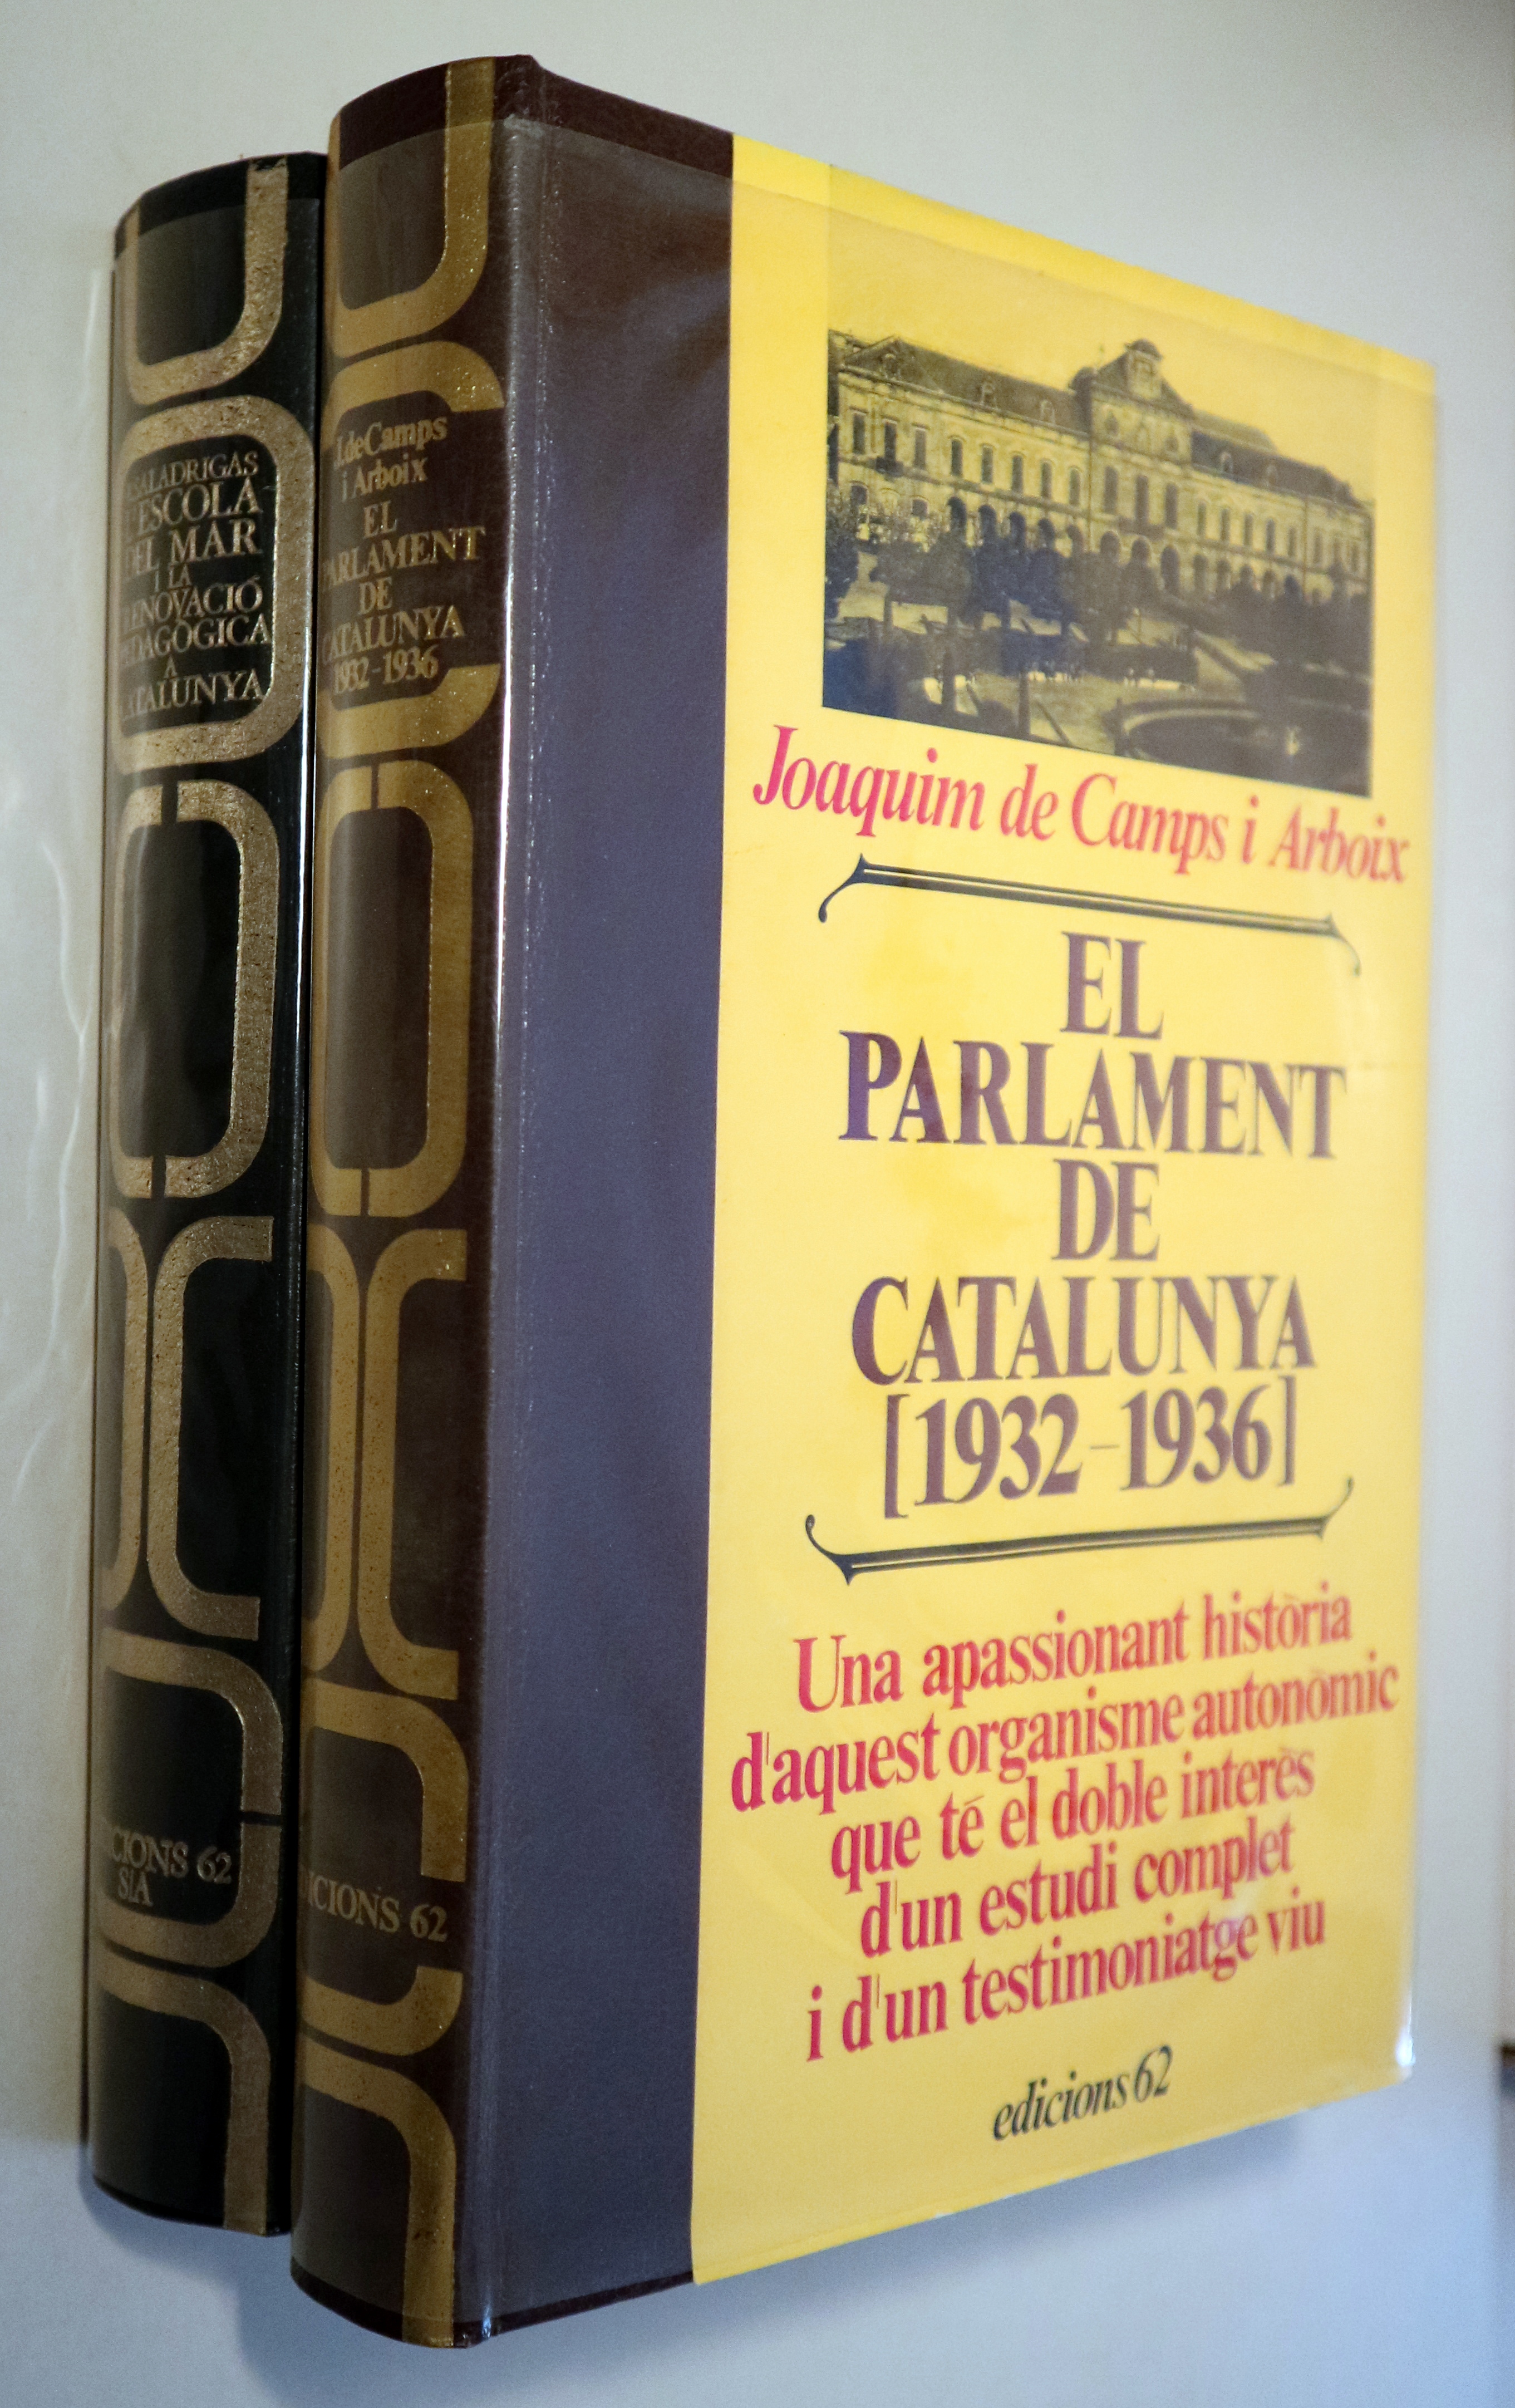 SALADRIGAS
L'ESCOLA
DEL MAR
I LA
RENOVACIÓ
PEDAGÒGICA
A
CATALUNYA
EDICIONS 62
S/A
J. de Camps
i Arboix
EL
PARLAMENT
DE
CATALUNYA
1932-1936
EDICIONS 62
Joaquim de Camps i Arboix
EL
PARLAMENT
DE
CATALUNYA
[1932-1936]
Una apassionant història
d'aquest organisme autonòmic
que té el doble interès
d'un estudi complet
i d'un testimoniatge viu
edicions 62